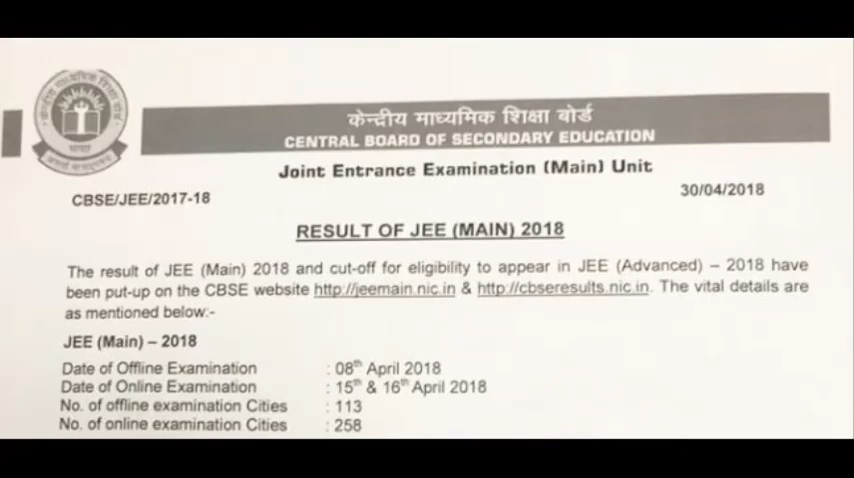 केन्द्रीय माध्यमिक शिक्षा बोर्ड
CENTRAL BOARD OF SECONDARY EDUCATION
Joint Entrance Examination (Main) Unit
CBSE/JEE/2017-18 30/04/2018
RESULT OF JEE (MAIN) 2018
The result of JEE (Main) 2018 and cut-off for eligibility to appear in JEE (Advanced) – 2018 have
been put-up on the CBSE website http://jeemain.nic.in & http://cbseresults.nic.in. The vital details are
as mentioned below:-
JEE (Main) – 2018
Date of Offline Examination : 08th April 2018
Date of Online Examination : 15th & 16th April 2018
No. of offline examination Cities : 113
No. of online examination Cities : 258